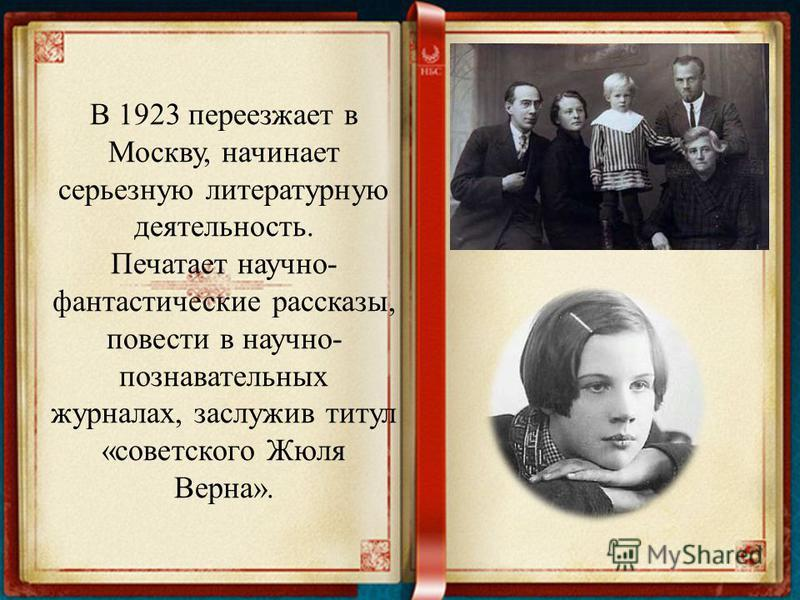 В 1923 переезжает в
Москву, начинает
серьезную литературную
деятельность.
Печатает научно-
фантастические рассказы,
повести в научно-
познавательных
журналах, заслужив титул
«советского Жюля
Верна».
НБС
MyShared